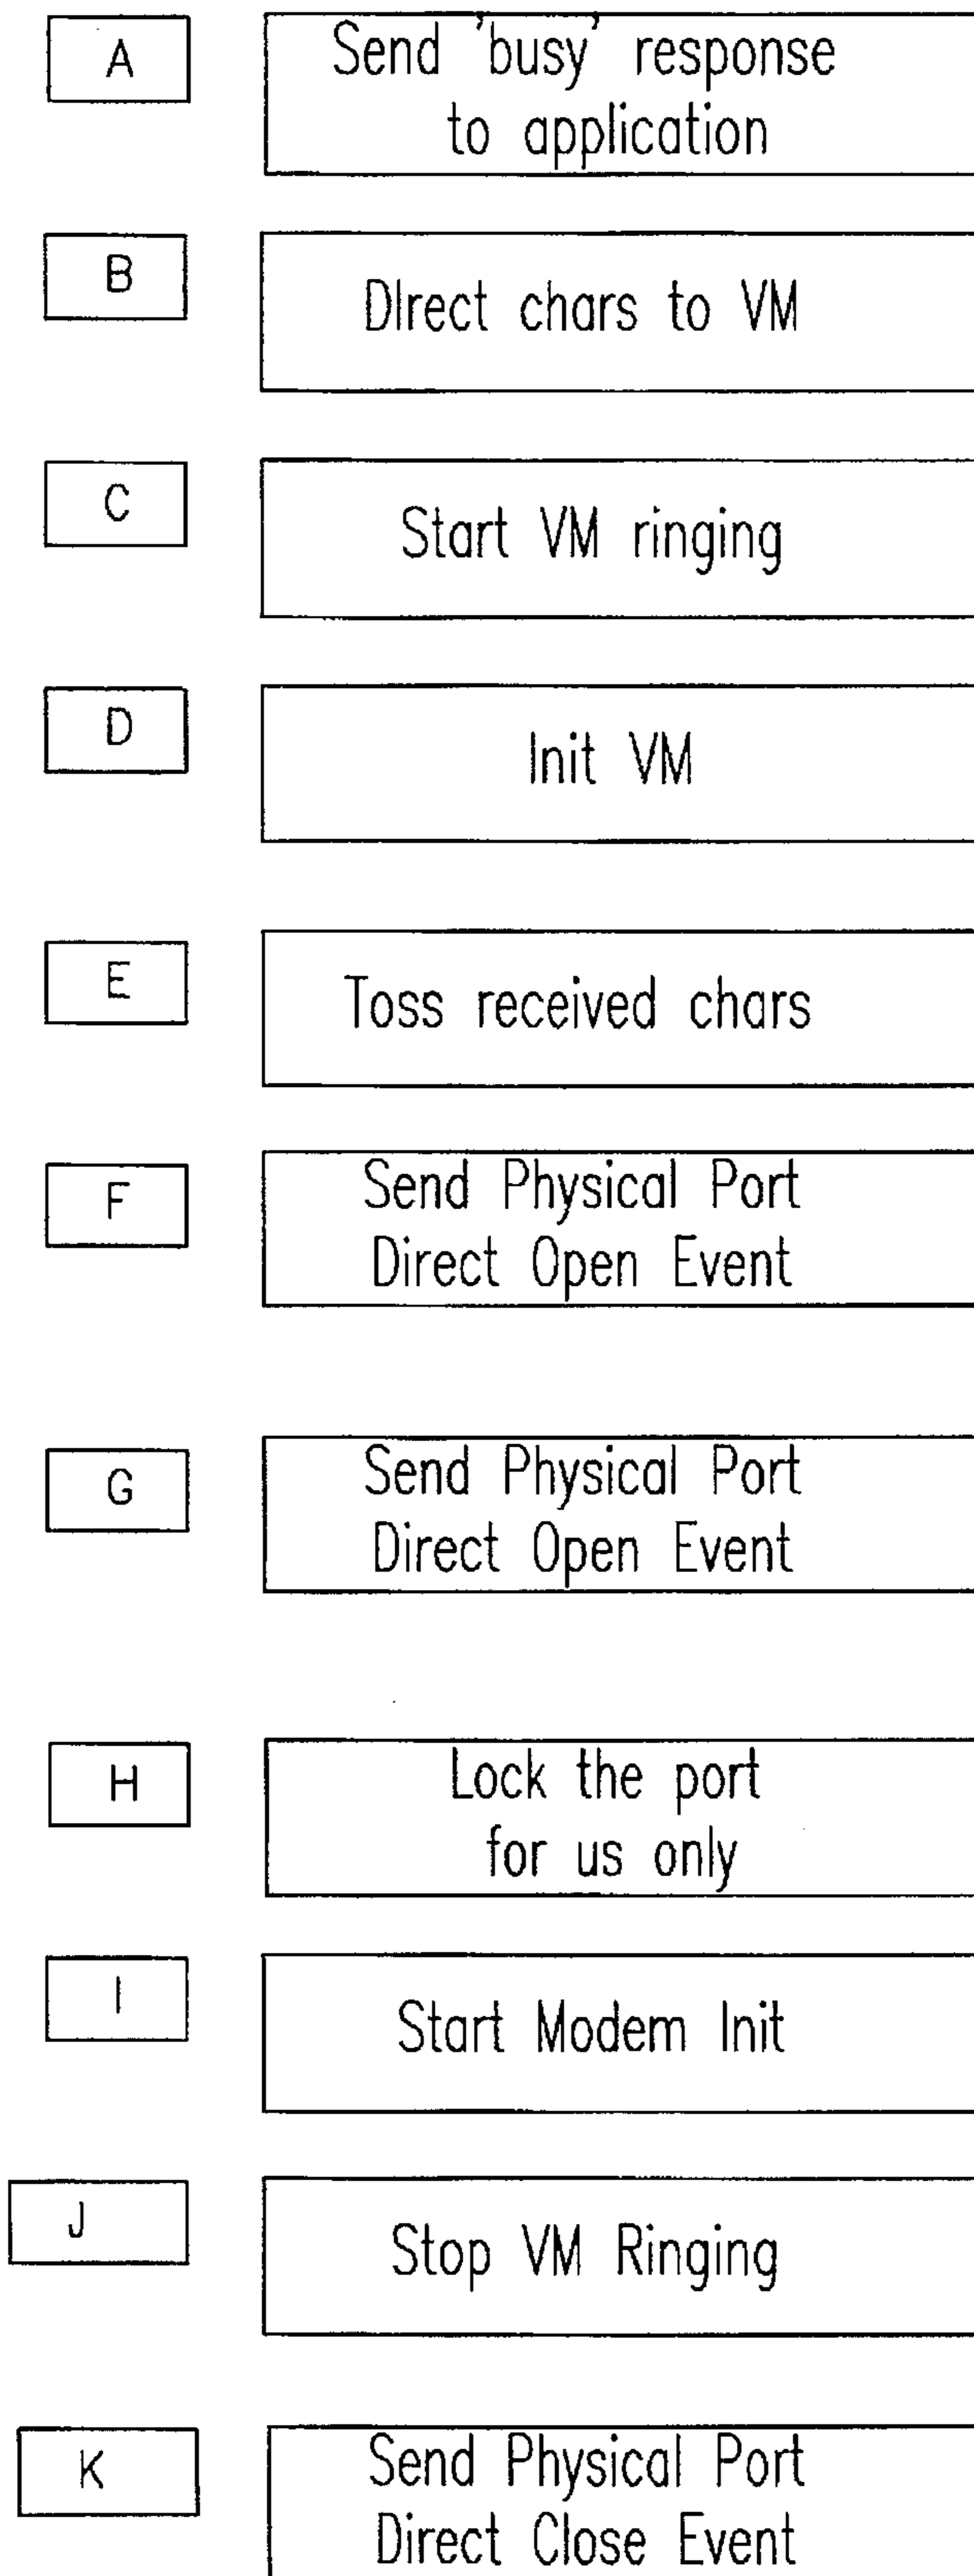 A
Send 'busy' response
to application
B
DIrect chars to VM
C
Start VM ringing
D
Init VM
E
Toss received chars
F
Send Physical Port
Direct Open Event
G
Send Physical Port
Direct Open Event
H
Lock the port
for us only
I
Start Modem Init
J
Stop VM Ringing
K
Send Physical Port
Direct Close Event